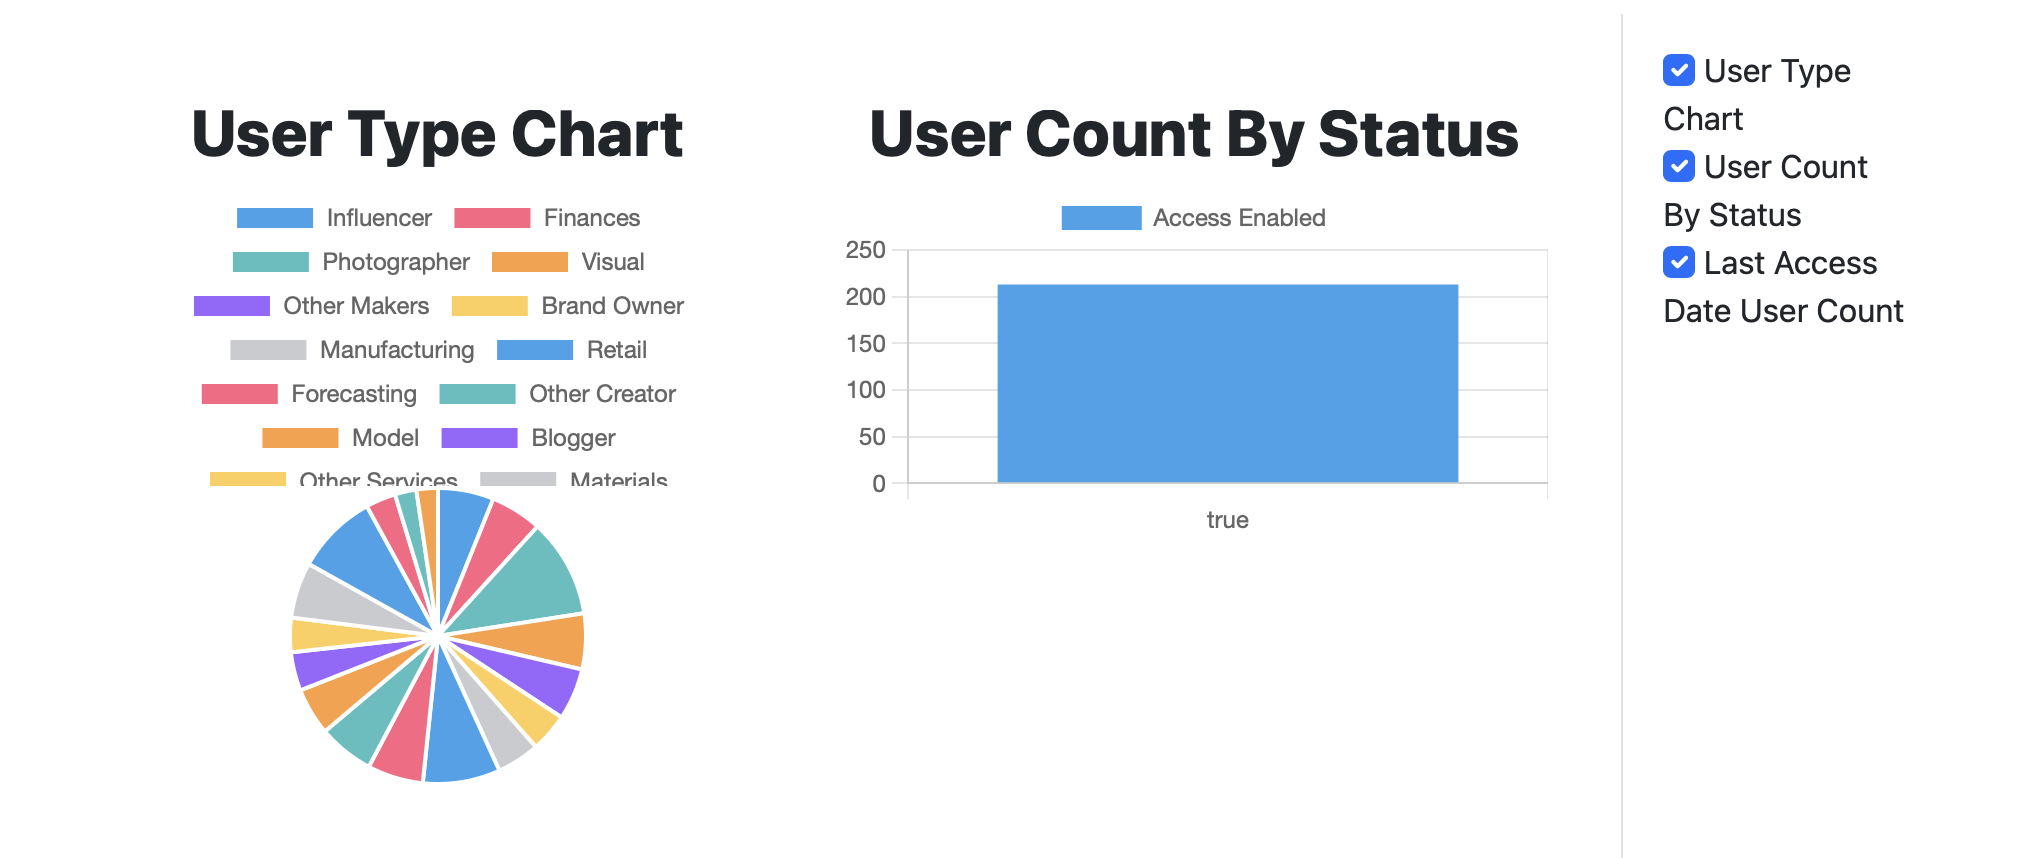 User Type Chart
Influencer Finances
Photographer Visual
Other Makers Brand Owner
Manufacturing Retail
Forecasting Other Creator
Model Blogger
Other Services Materials
User Count By Status
Access Enabled
250
200
150
100
50
0
true
User Type
Chart
User Count
By Status
Last Access
Date User Count